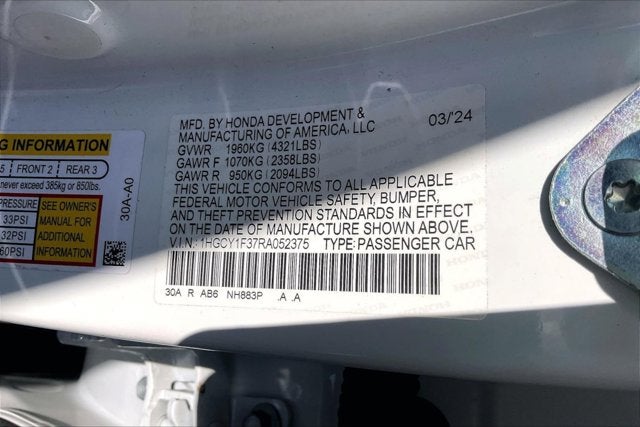 G INFORMATION
5 FRONT 2 REAR 3
never exceed 385kg or 850lbs.
PRESSURE
33PSI
32PSI
60PSI
SEE OWNER'S
MANUAL FOR
ADDITIONAL
INFORMATION
30A-A0
MFD. BY HONDA DEVELOPMENT &
MANUFACTURING OF AMERICA, LLC
03/'24
GVWR 1960KG (4321LBS)
GAWR F 1070KG (2358LBS)
GAWR R 950KG (2094LBS)
THIS VEHICLE CONFORMS TO ALL APPLICABLE
FEDERAL MOTOR VEHICLE SAFETY, BUMPER,
AND THEFT PREVENTION STANDARDS IN EFFECT
ON THE DATE OF MANUFACTURE SHOWN ABOVE.
V.I.N.: 1HGCY1F37RA052375 TYPE:PASSENGER CAR
30A R AB6 NH883P .A .A